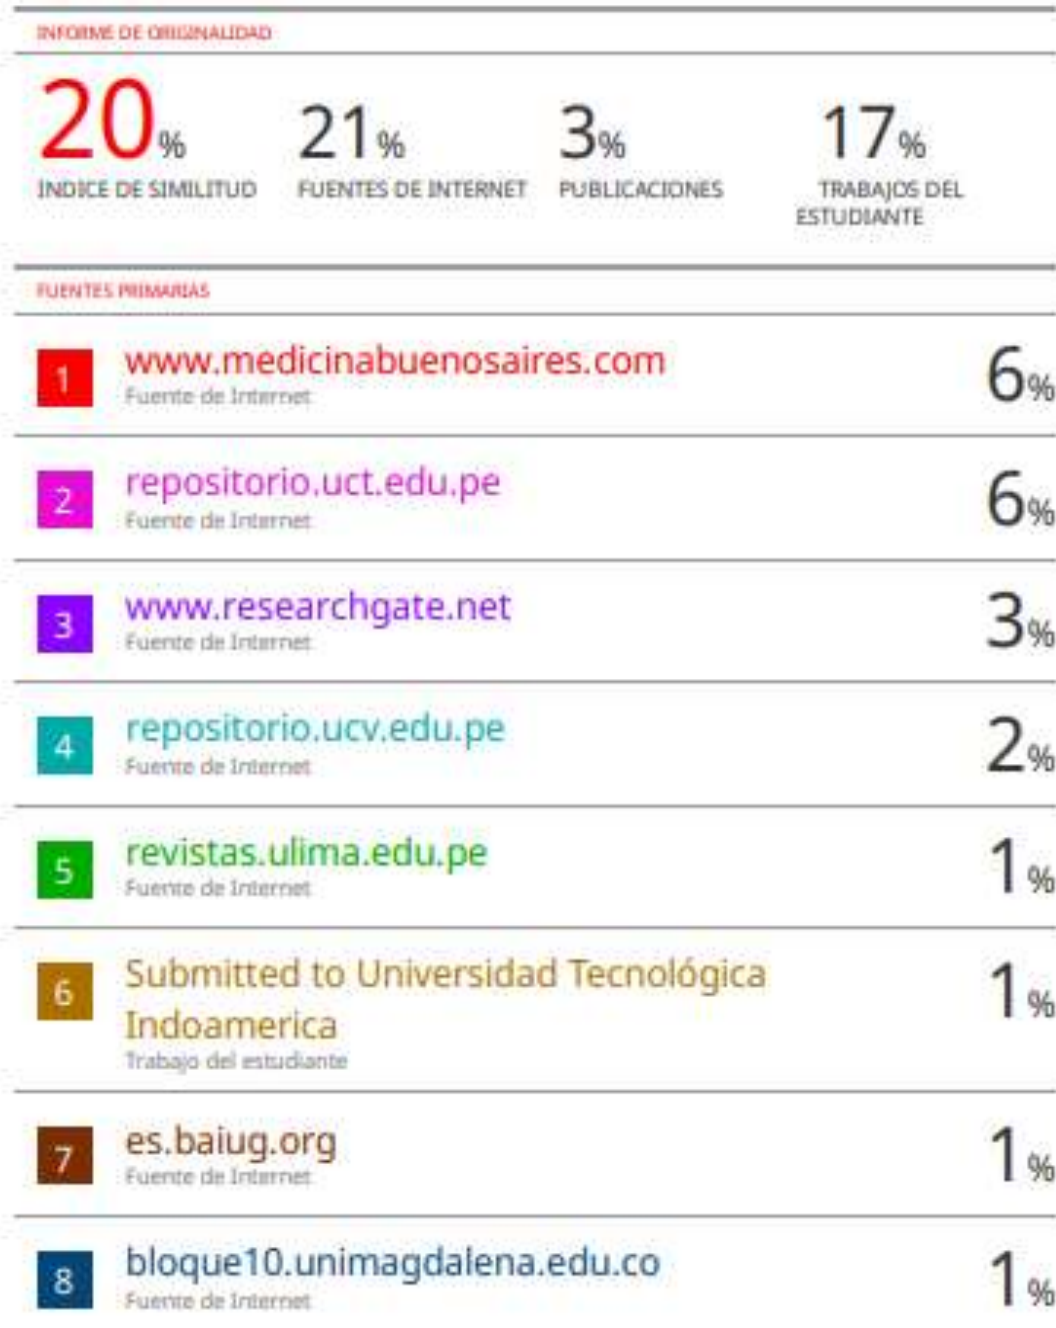 INFORME DE ORIGINALIDAD
20%
21%
3%
17%
INDICE DE SIMILITUD
FUENTES DE INTERNET
PUBLICACIONES
TRABAJOS DEL
ESTUDIANTE
FUENTES PRIMARIAS
1
www.medicinabuenosaires.com
Fuente de Internet
6%
2
repositorio.uct.edu.pe
Fuente de Internet
6%
3
www.researchgate.net
Fuente de Internet
3%
4
repositorio.ucv.edu.pe
Fuente de Internet
2%
5
revistas.ulima.edu.pe
Fuente de Internet
1%
6
Submitted to Universidad Tecnológica
Indoamerica
Trabajo del estudiante
1%
7
es.baiug.org
Fuente de Internet
1%
8
bloque10.unimagdalena.edu.co
Fuente de Internet
1%